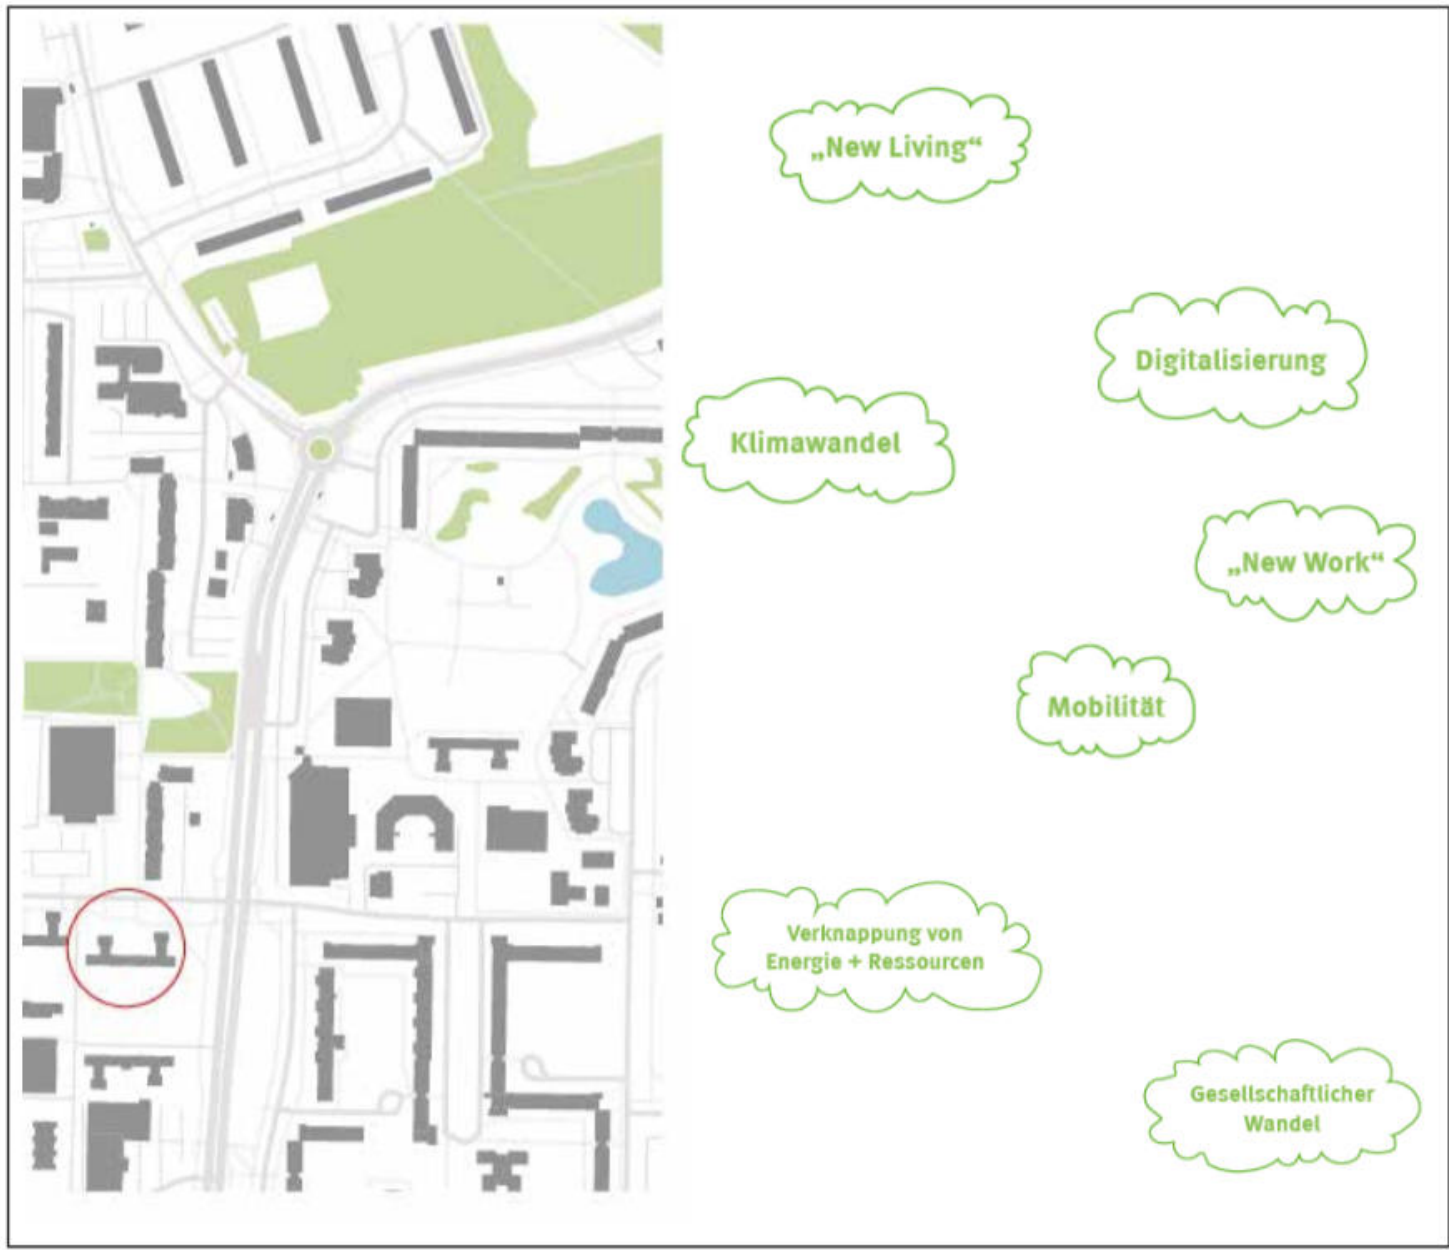 „New Living“
Digitalisierung
Klimawandel
„New Work“
Mobilität
Verknappung von
Energie + Ressourcen
Gesellschaftlicher
Wandel